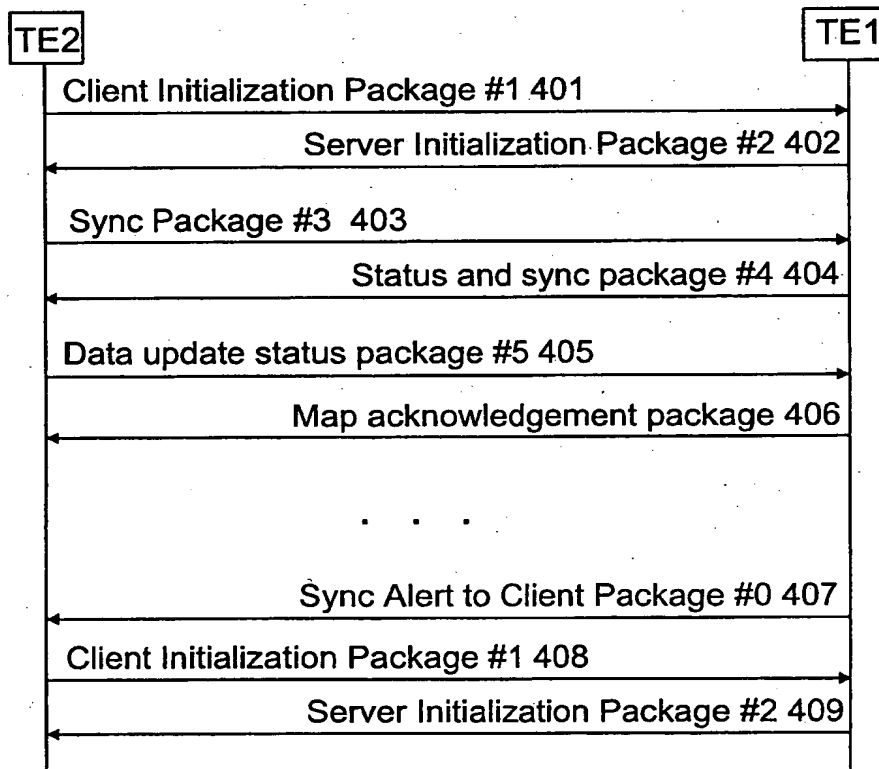 TE2
TE1
Client Initialization Package #1 401
Server Initialization Package #2 402
Sync Package #3 403
Status and sync package #4 404
Data update status package #5 405
Map acknowledgement package 406
. . .
Sync Alert to Client Package #0 407
Client Initialization Package #1 408
Server Initialization Package #2 409